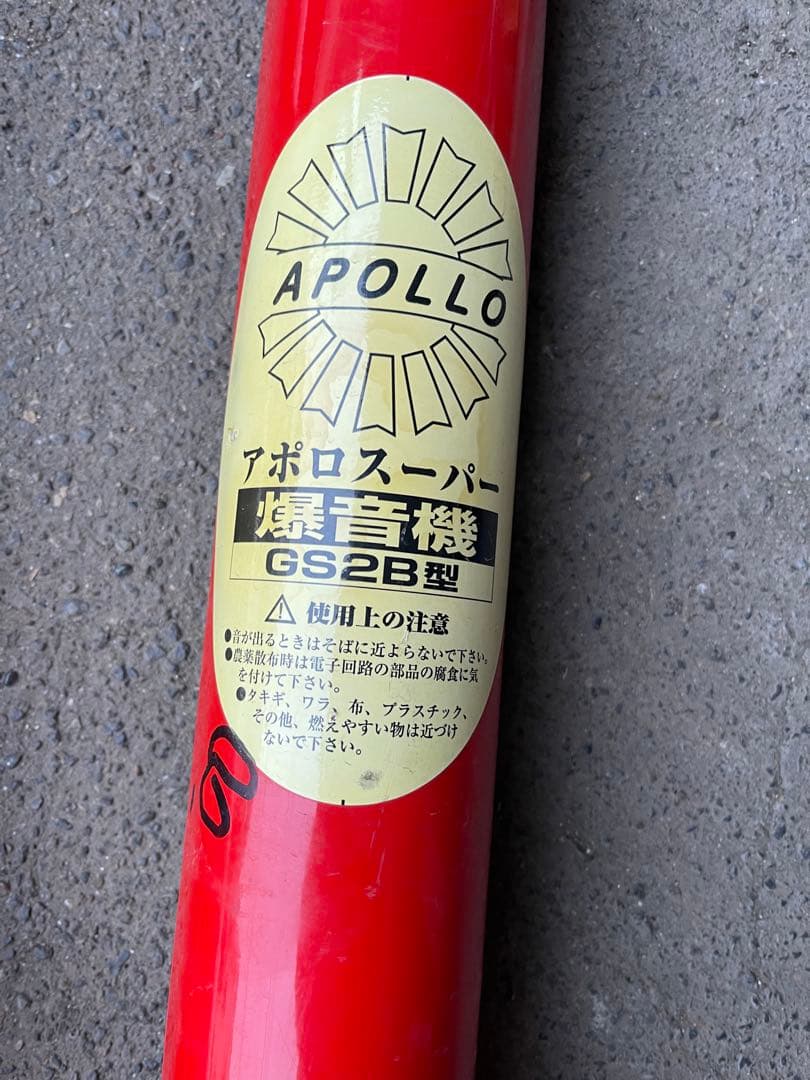 APOLLO
アポロスーパー
爆音機
GS2B型
⚠ 使用上の注意
●音が出るときはそばに近よらないで下さい。
●農薬散布時は電子回路の部品の腐食に気
を付けて下さい。
●タキギ、ワラ、布、プラスチック、
その他、燃えやすい物は近づけ
ないで下さい。